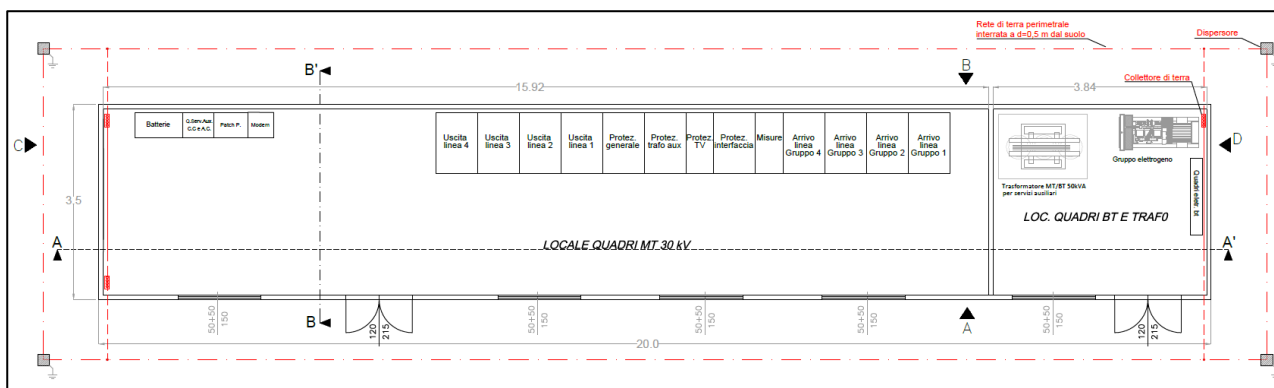 Rete di terra perimetrale
interrata a d=0,5 m dal suolo
Dispersore
B'
B
15.92
3.84
Collettore di terra
C
D
Batterie
Q.Serv.Aus.
C.C e A.C.
Patch P.
Modem
Uscita
linea 4
Uscita
linea 3
Uscita
linea 2
Uscita
linea 1
Protez.
generale
Protez.
trafo aux
Protez.
TV
Protez.
interfaccia
Misure
Arrivo
linea
Gruppo 4
Arrivo
linea
Gruppo 3
Arrivo
linea
Gruppo 2
Arrivo
linea
Gruppo 1
Gruppo elettrogeno
Trasformatore MT/BT 50kVA
per servizi ausiliari
Quadri elettr. bt
3.5
LOC. QUADRI BT E TRAF0
A
LOCALE QUADRI MT 30 kV
A'
B
A
50+50
150
120
215
50+50
150
50+50
150
50+50
150
50+50
150
120
215
20.0